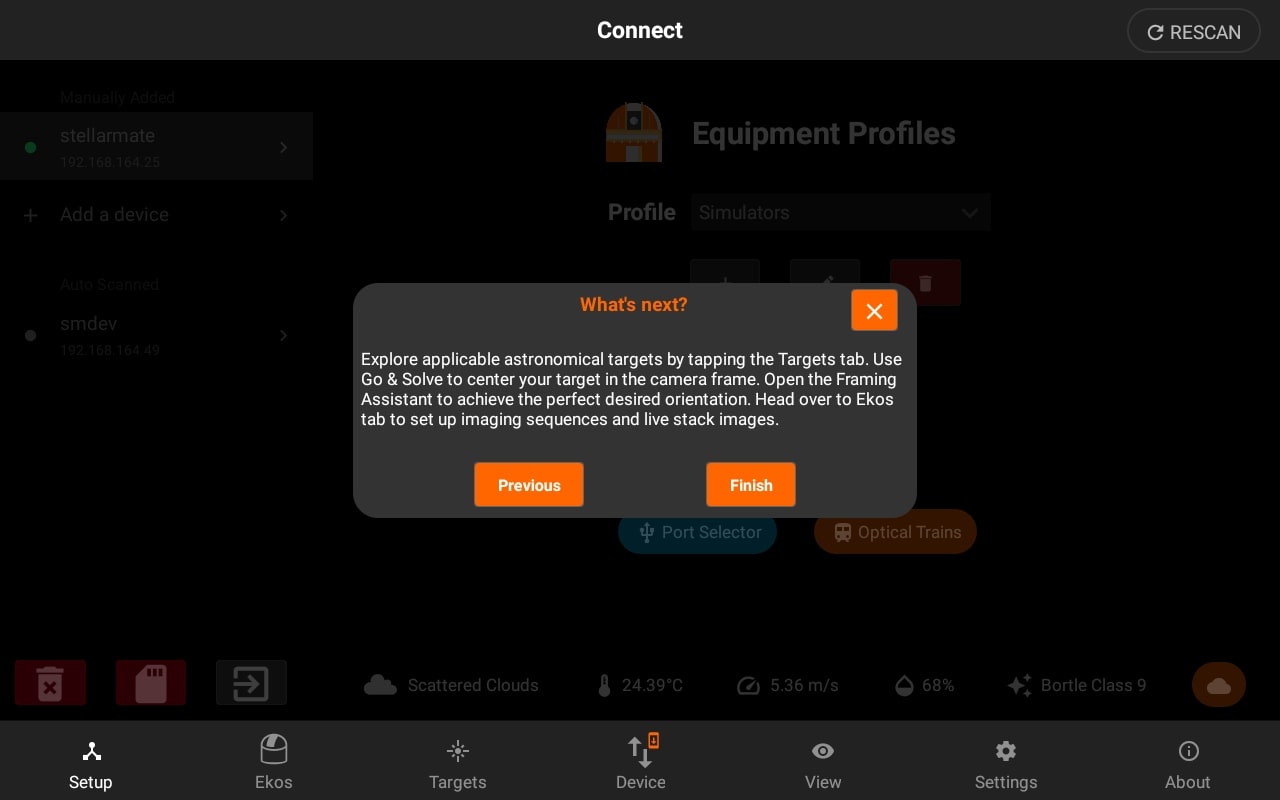 Connect
RESCAN
Manually Added
stellarmate
192.168.164.25
Add a device
Auto Scanned
smdev
192.168.164.49
Equipment Profiles
Profile
Simulators
What's next?
Explore applicable astronomical targets by tapping the Targets tab. Use
Go & Solve to center your target in the camera frame. Open the Framing
Assistant to achieve the perfect desired orientation. Head over to Ekos
tab to set up imaging sequences and live stack images.
Previous
Finish
Port Selector
Optical Trains
Scattered Clouds
24.39°C
5.36 m/s
68%
Bortle Class 9
Setup
Ekos
Targets
Device
View
Settings
About